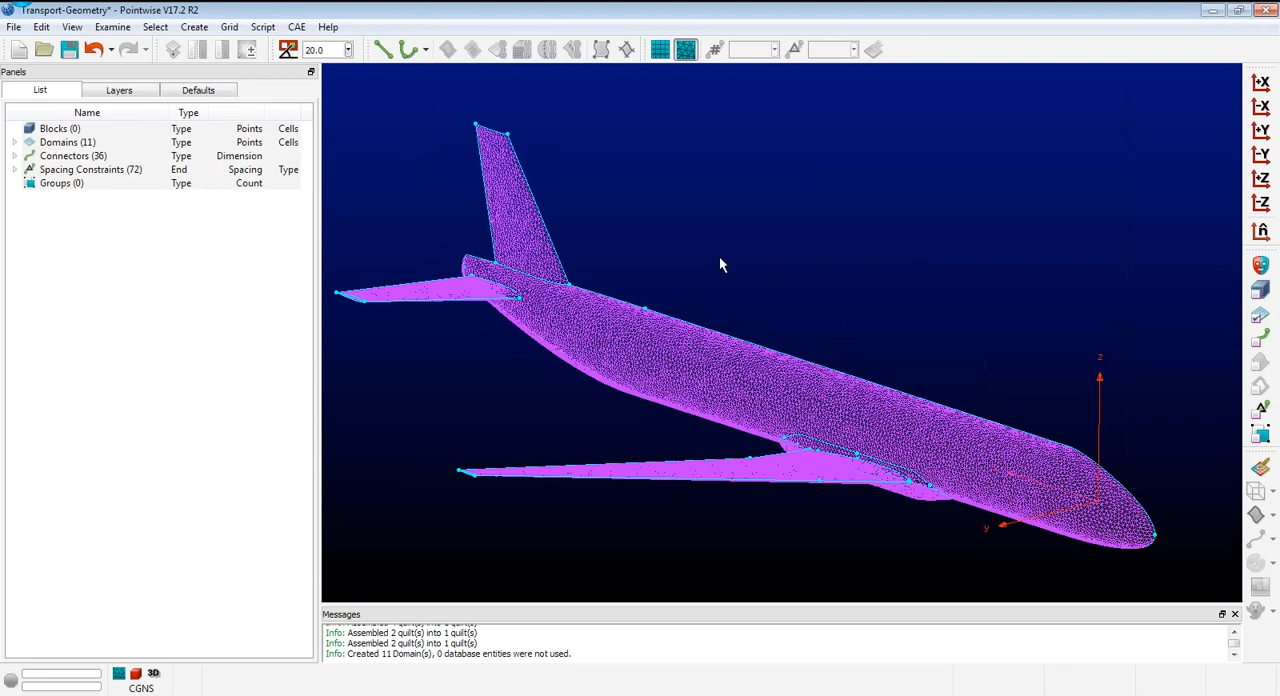 Transport-Geometry* - Pointwise V17.2 R2
File Edit View Examine Select Create Grid Script CAE Help
20.0
Panels
List Layers Defaults
Name Type
Blocks (0) Type Points Cells
Domains (11) Type Points Cells
Connectors (36) Type Dimension
Spacing Constraints (72) End Spacing Type
Groups (0) Type Count
+X
-X
+Y
-Y
+Z
-Z
n̂
z
y
Messages
Info: Assembled 2 quilt(s) into 1 quilt(s)
Info: Assembled 2 quilt(s) into 1 quilt(s)
Info: Created 11 Domain(s), 0 database entities were not used.
3D
CGNS